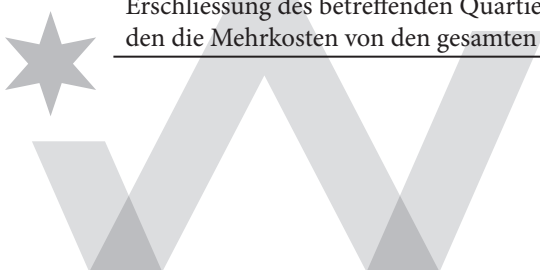 Erschliessung des betreffenden Quartie
den die Mehrkosten von den gesamten